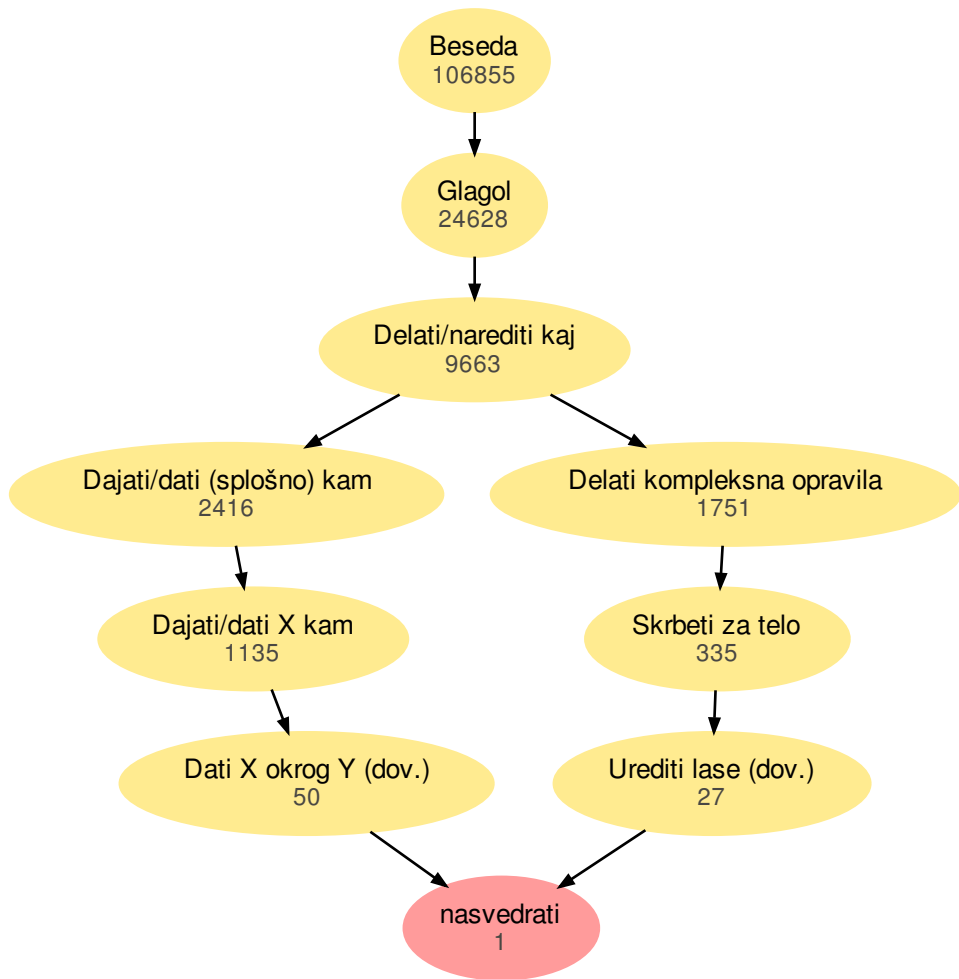 Beseda
106855
Glagol
24628
Delati/narediti kaj
9663
Dajati/dati (splošno) kam
2416
Delati kompleksna opravila
1751
Dajati/dati X kam
1135
Skrbeti za telo
335
Dati X okrog Y (dov.)
50
Urediti lase (dov.)
27
nasvedrati
1